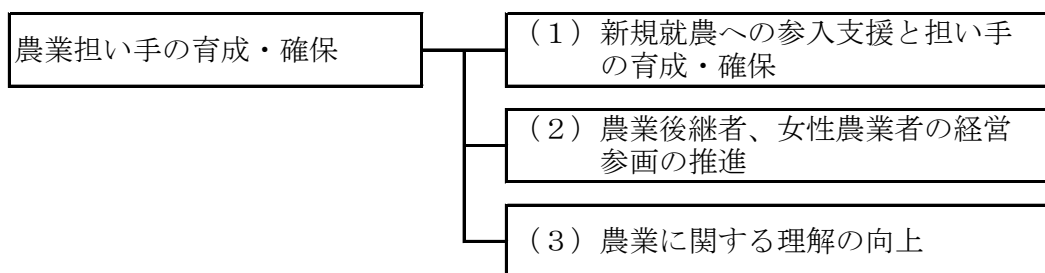 農業担い手の育成・確保
（１）新規就農への参入支援と担い手
の育成・確保
（２）農業後継者、女性農業者の経営
参画の推進
（３）農業に関する理解の向上